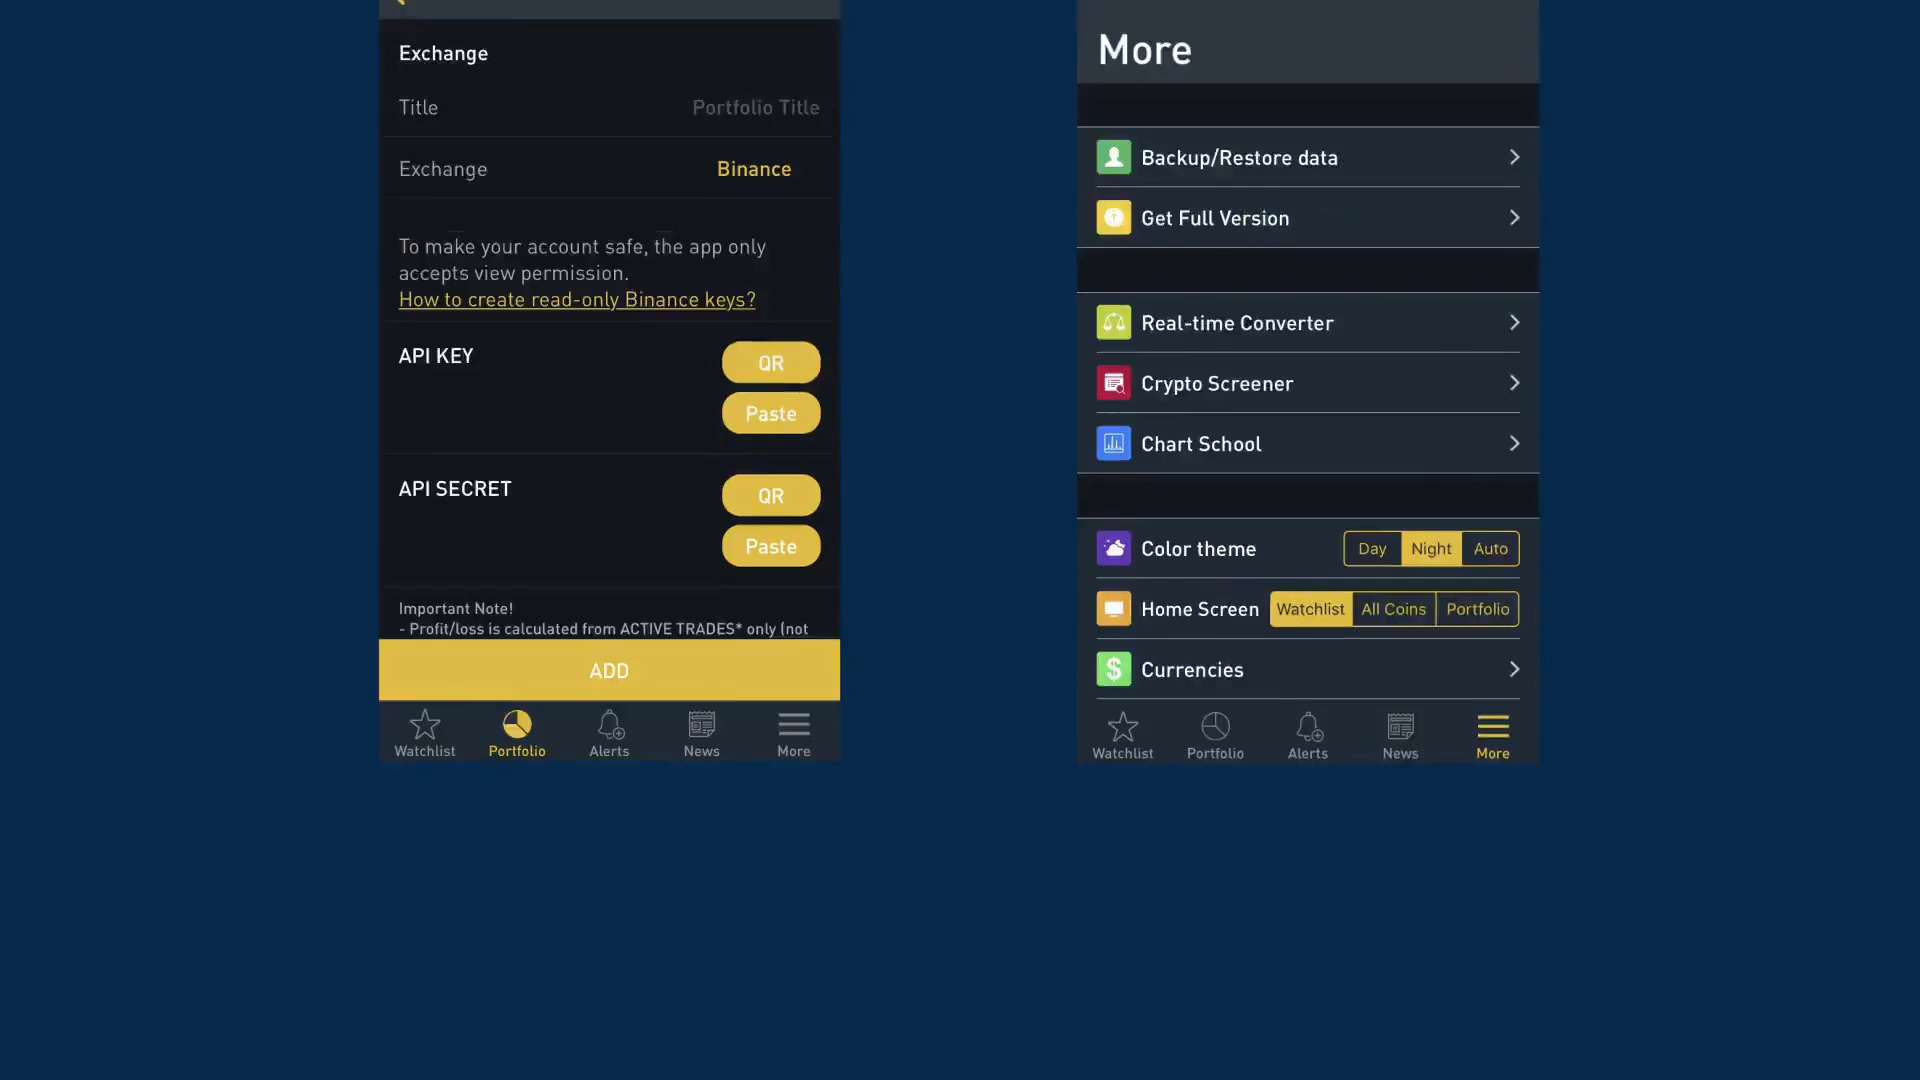 Exchange
Title Portfolio Title
Exchange Binance
To make your account safe, the app only
accepts view permission.
How to create read-only Binance keys?
API KEY QR
Paste
API SECRET QR
Paste
Important Note!
- Profit/loss is calculated from ACTIVE TRADES* only (not
ADD
Watchlist Portfolio Alerts News More
More
Backup/Restore data
Get Full Version
Real-time Converter
Crypto Screener
Chart School
Color theme Day Night Auto
Home Screen Watchlist All Coins Portfolio
$ Currencies
Watchlist Portfolio Alerts News More